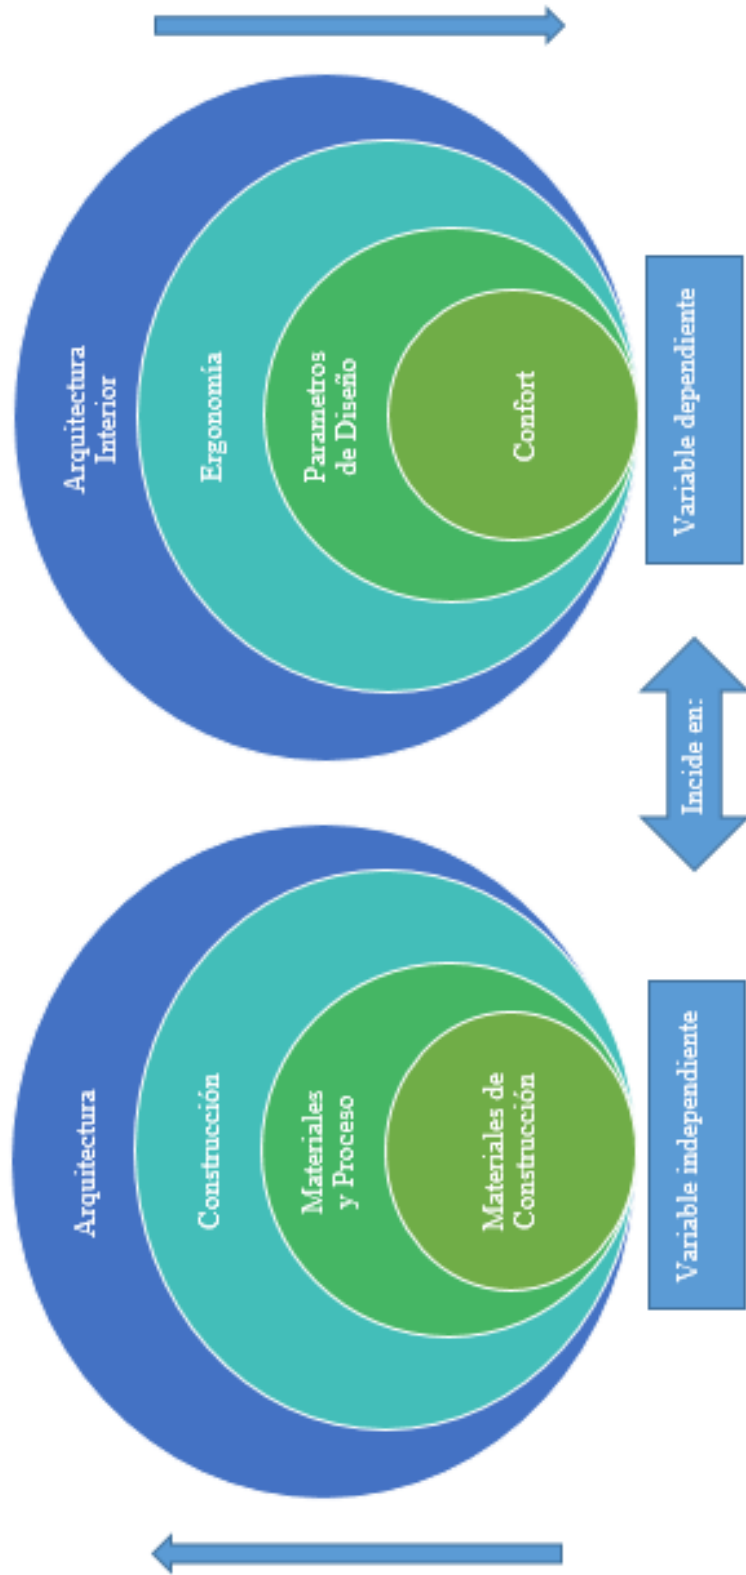 Arquitectura
Construcción
Materiales
y Proceso
Materiales de
Construcción
Variable independiente
Incide en:
Arquitectura
Interior
Ergonomía
Parametros
de Diseño
Confort
Variable dependiente